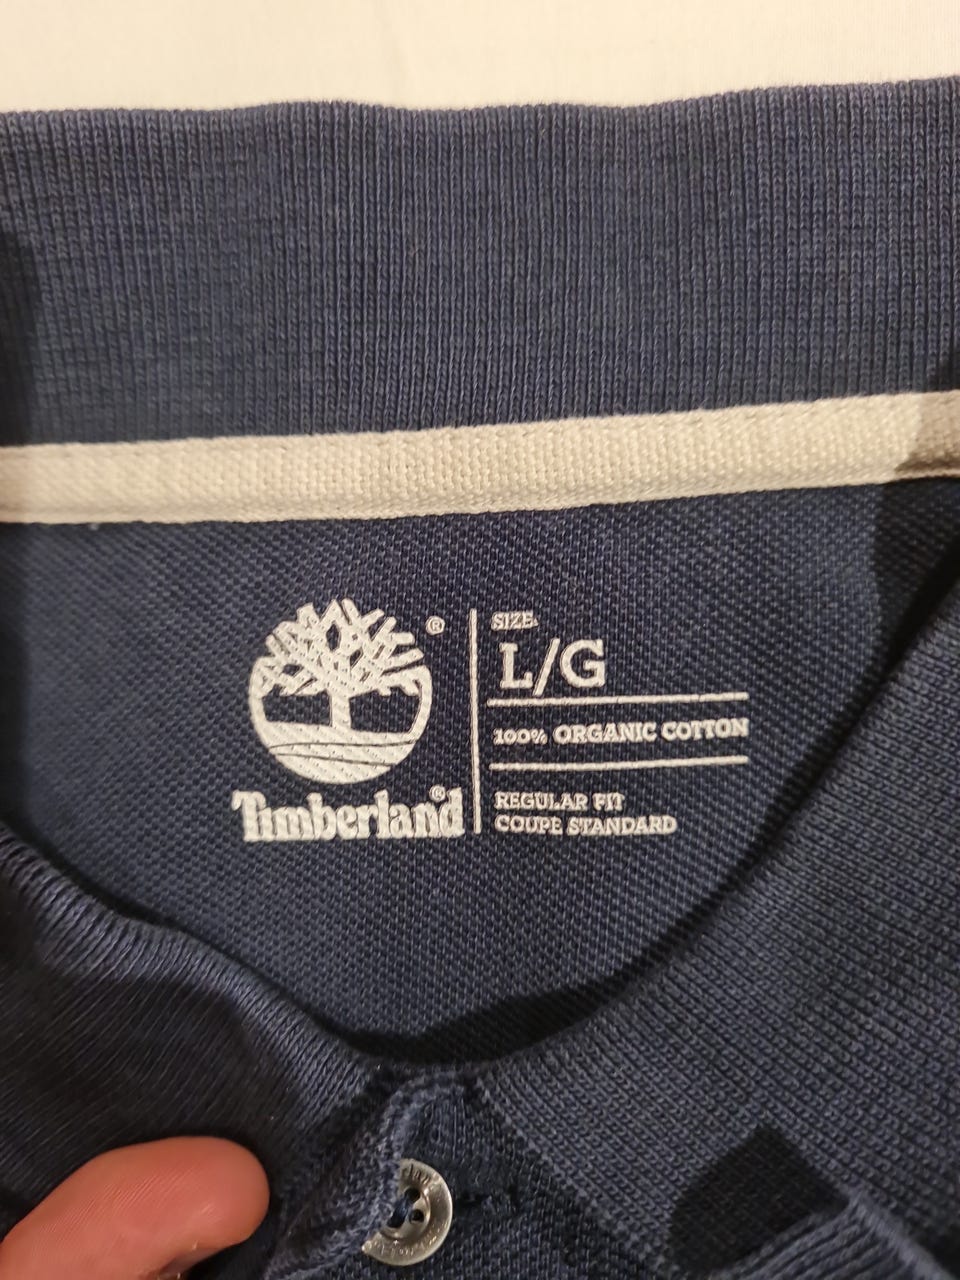 ®
Timberland®
SIZE:
L/G
100% ORGANIC COTTON
REGULAR FIT
COUPE STANDARD